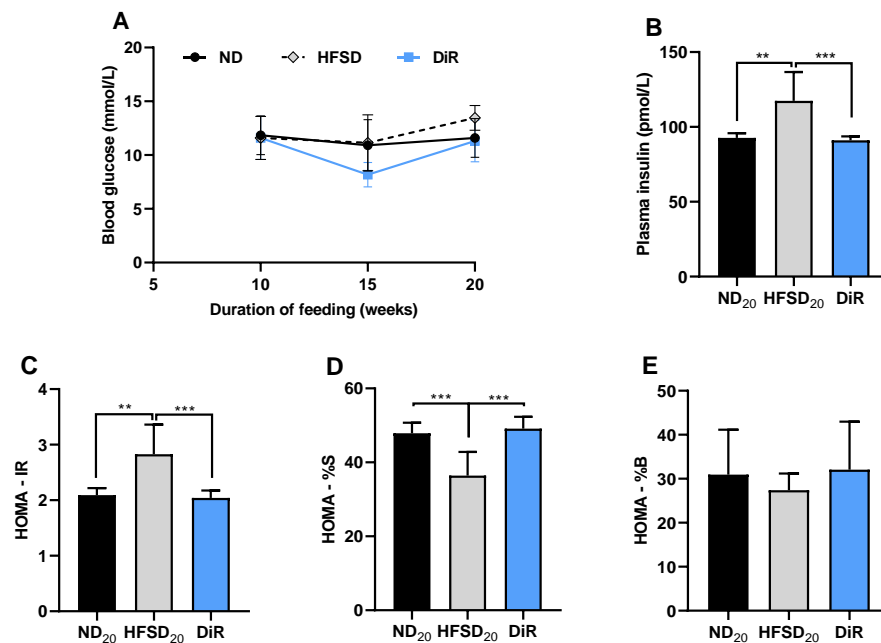 A
ND HFSD DiR
Blood glucose (mmol/L)
20
15
10
5
0
5 10 15 20
Duration of feeding (weeks)
B
Plasma insulin (pmol/L)
150
100
50
0
** ***
ND20 HFSD20 DiR
C
HOMA - IR
4
3
2
1
0
** ***
ND20 HFSD20 DiR
D
HOMA - %S
60
40
20
0
*** ***
ND20 HFSD20 DiR
E
HOMA - %B
50
40
30
20
10
0
ND20 HFSD20 DiR